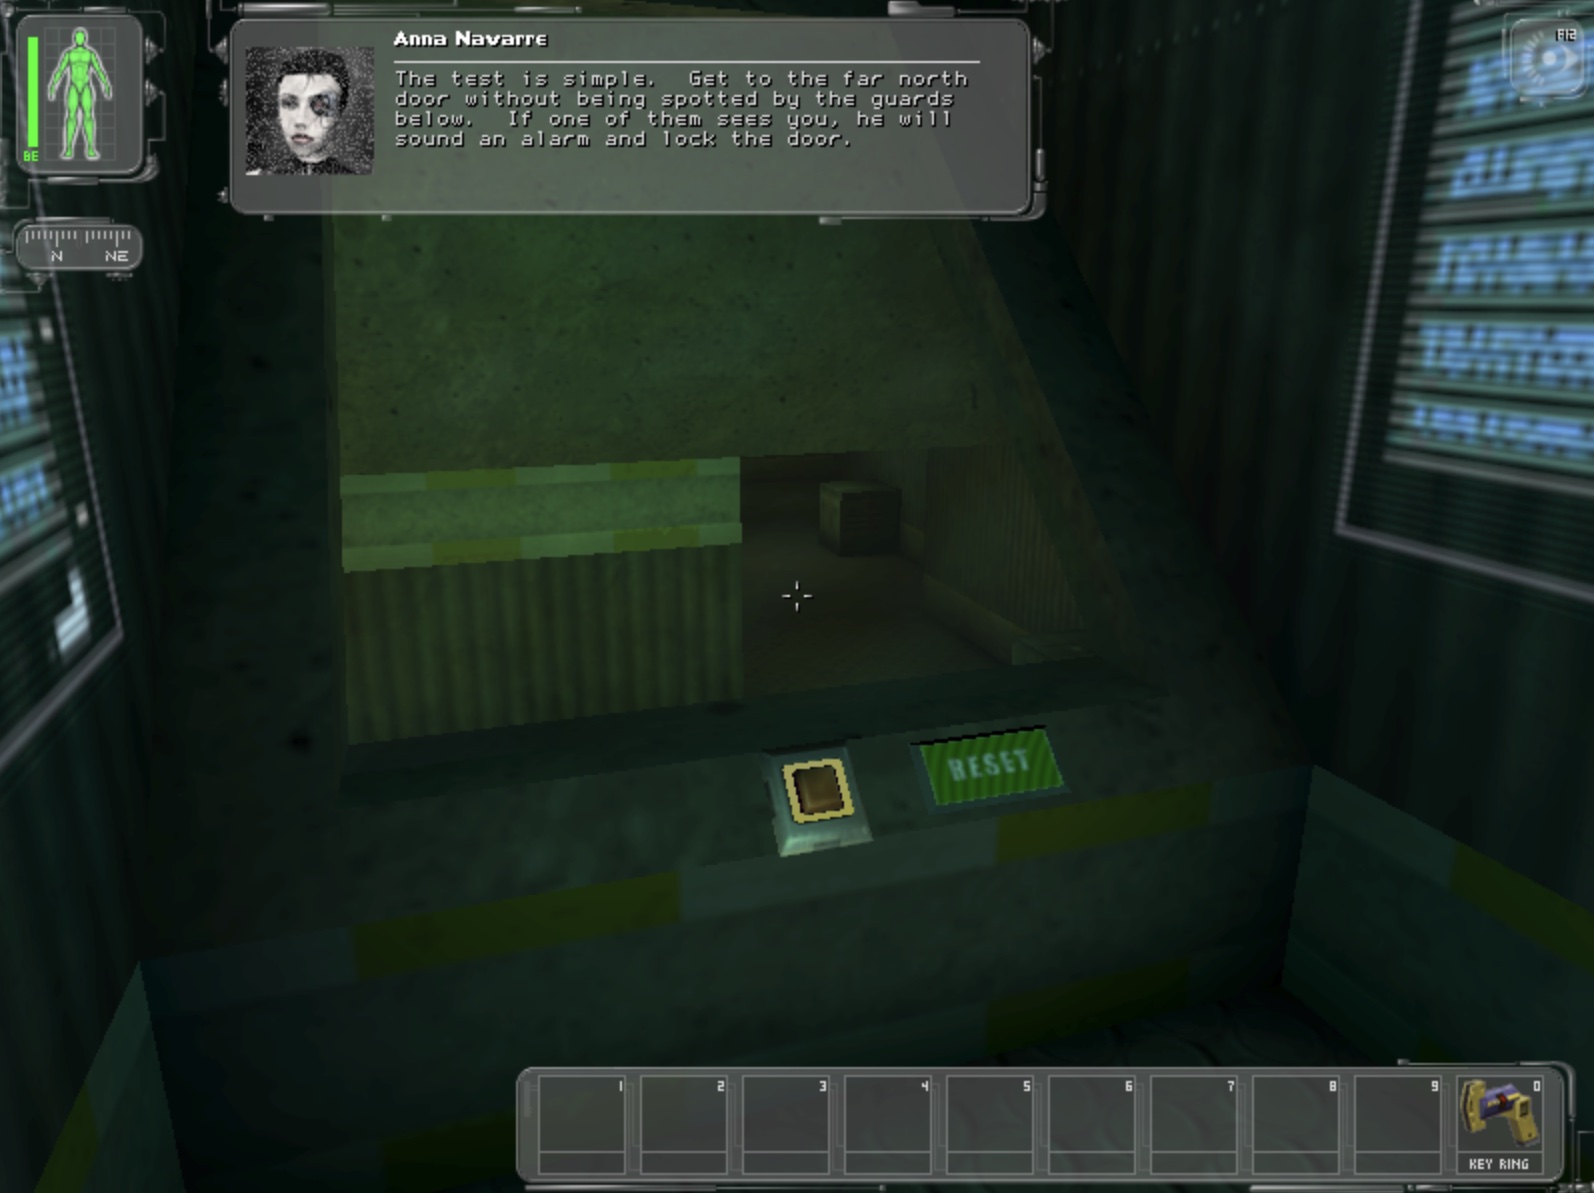 Anna Navarre
F12
The test is simple. Get to the far north
door without being spotted by the guards
below. If one of them sees you, he will
sound an alarm and lock the door.
BE
N NE
RESET
1 2 3 4 5 6 7 8 9 0
KEY RING